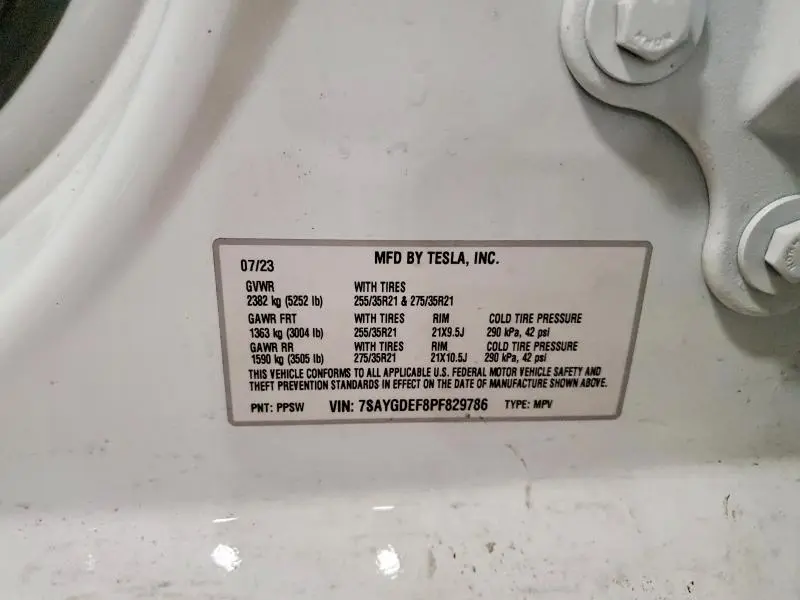 07/23 MFD BY TESLA, INC.
GVWR WITH TIRES
2382 kg (5252 lb) 255/35R21 & 275/35R21
GAWR FRT WITH TIRES RIM COLD TIRE PRESSURE
1363 kg (3004 lb) 255/35R21 21X9.5J 290 kPa, 42 psi
GAWR RR WITH TIRES RIM COLD TIRE PRESSURE
1590 kg (3505 lb) 275/35R21 21X10.5J 290 kPa, 42 psi
THIS VEHICLE CONFORMS TO ALL APPLICABLE U.S. FEDERAL MOTOR VEHICLE SAFETY AND
THEFT PREVENTION STANDARDS IN EFFECT ON THE DATE OF MANUFACTURE SHOWN ABOVE.
PNT: PPSW VIN: 7SAYGDEF8PF829786 TYPE: MPV